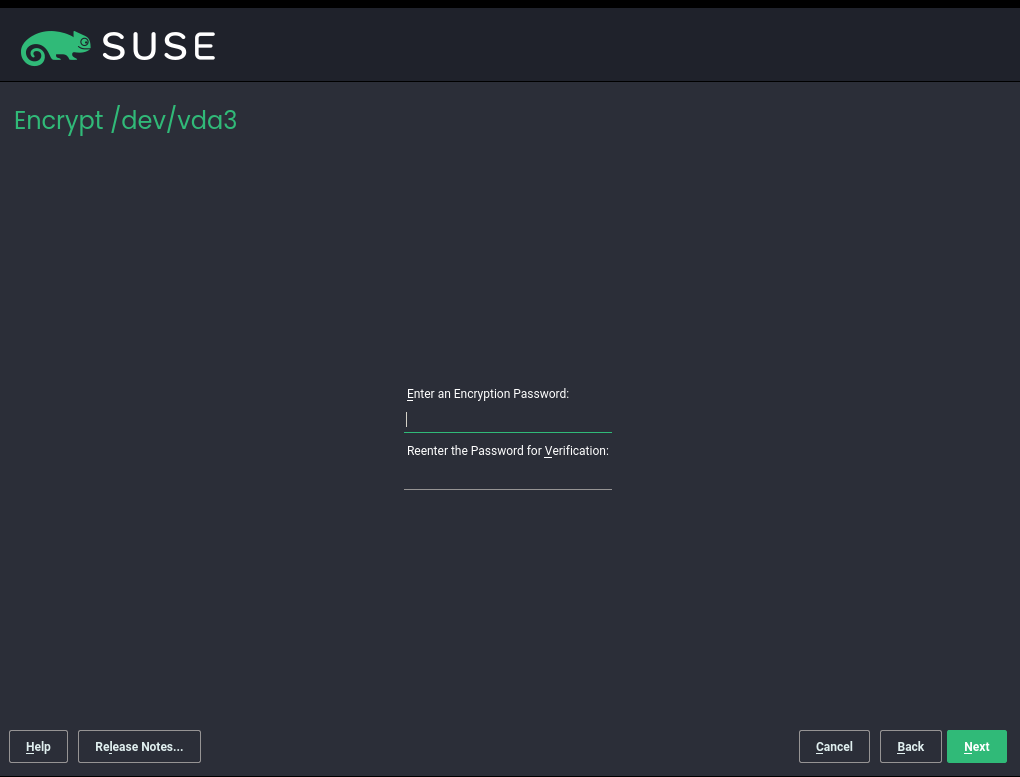 SUSE
Encrypt /dev/vda3
Enter an Encryption Password:
Reenter the Password for Verification:
Help
Release Notes...
Cancel
Back
Next